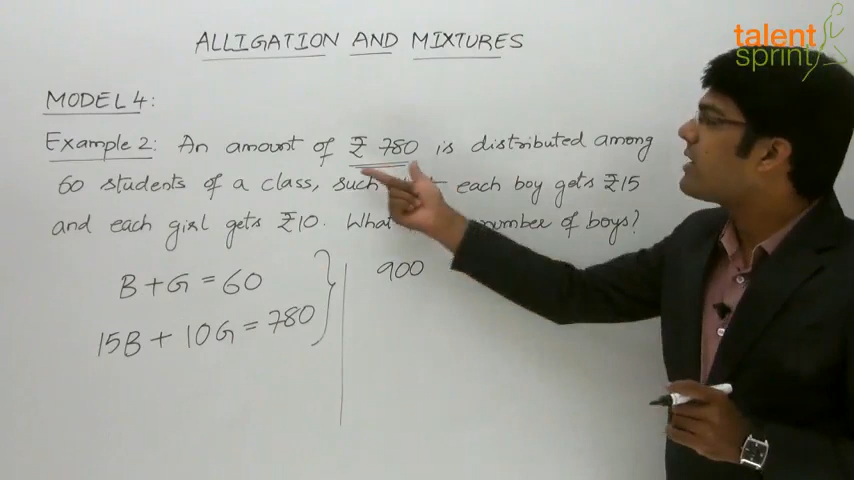 talent
sprint
ALLIGATION AND MIXTURES
MODEL 4:
Example 2: An amount of ₹ 780 is distributed among
60 students of a class, such each boy gets ₹15
and each girl gets ₹10. What number of boys?
B + G = 60
15B + 10G = 780
900